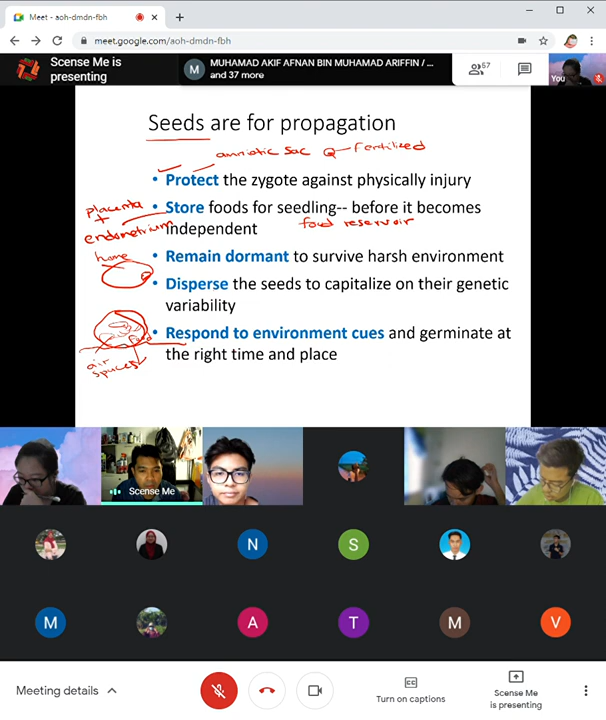 Meet - aoh-dmdn-fbh
meet.google.com/aoh-dmdn-fbh
Scense Me is
presenting
M
MUHAMAD AKIF AFNAN BIN MUHAMAD ARIFFIN / ...
and 37 more
57
You
Seeds are for propagation
amniotic sac
Fertilized
• Protect the zygote against physically injury
placenta
+
endometrium
• Store foods for seedling-- before it becomes
independent
food reservoir
home
• Remain dormant to survive harsh environment
• Disperse the seeds to capitalize on their genetic
variability
food
• Respond to environment cues and germinate at
the right time and place
air
spaces
Scense Me
N
S
M
A
T
M
V
Meeting details
CC
Turn on captions
Scense Me
is presenting